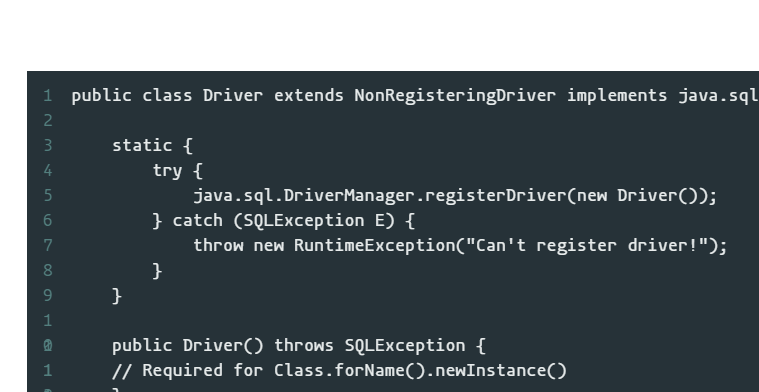 1 public class Driver extends NonRegisteringDriver implements java.sql
2
3 static {
4 try {
5 java.sql.DriverManager.registerDriver(new Driver());
6 } catch (SQLException E) {
7 throw new RuntimeException("Can't register driver!");
8 }
9 }
1
public Driver() throws SQLException {
1 // Required for Class.forName().newInstance()